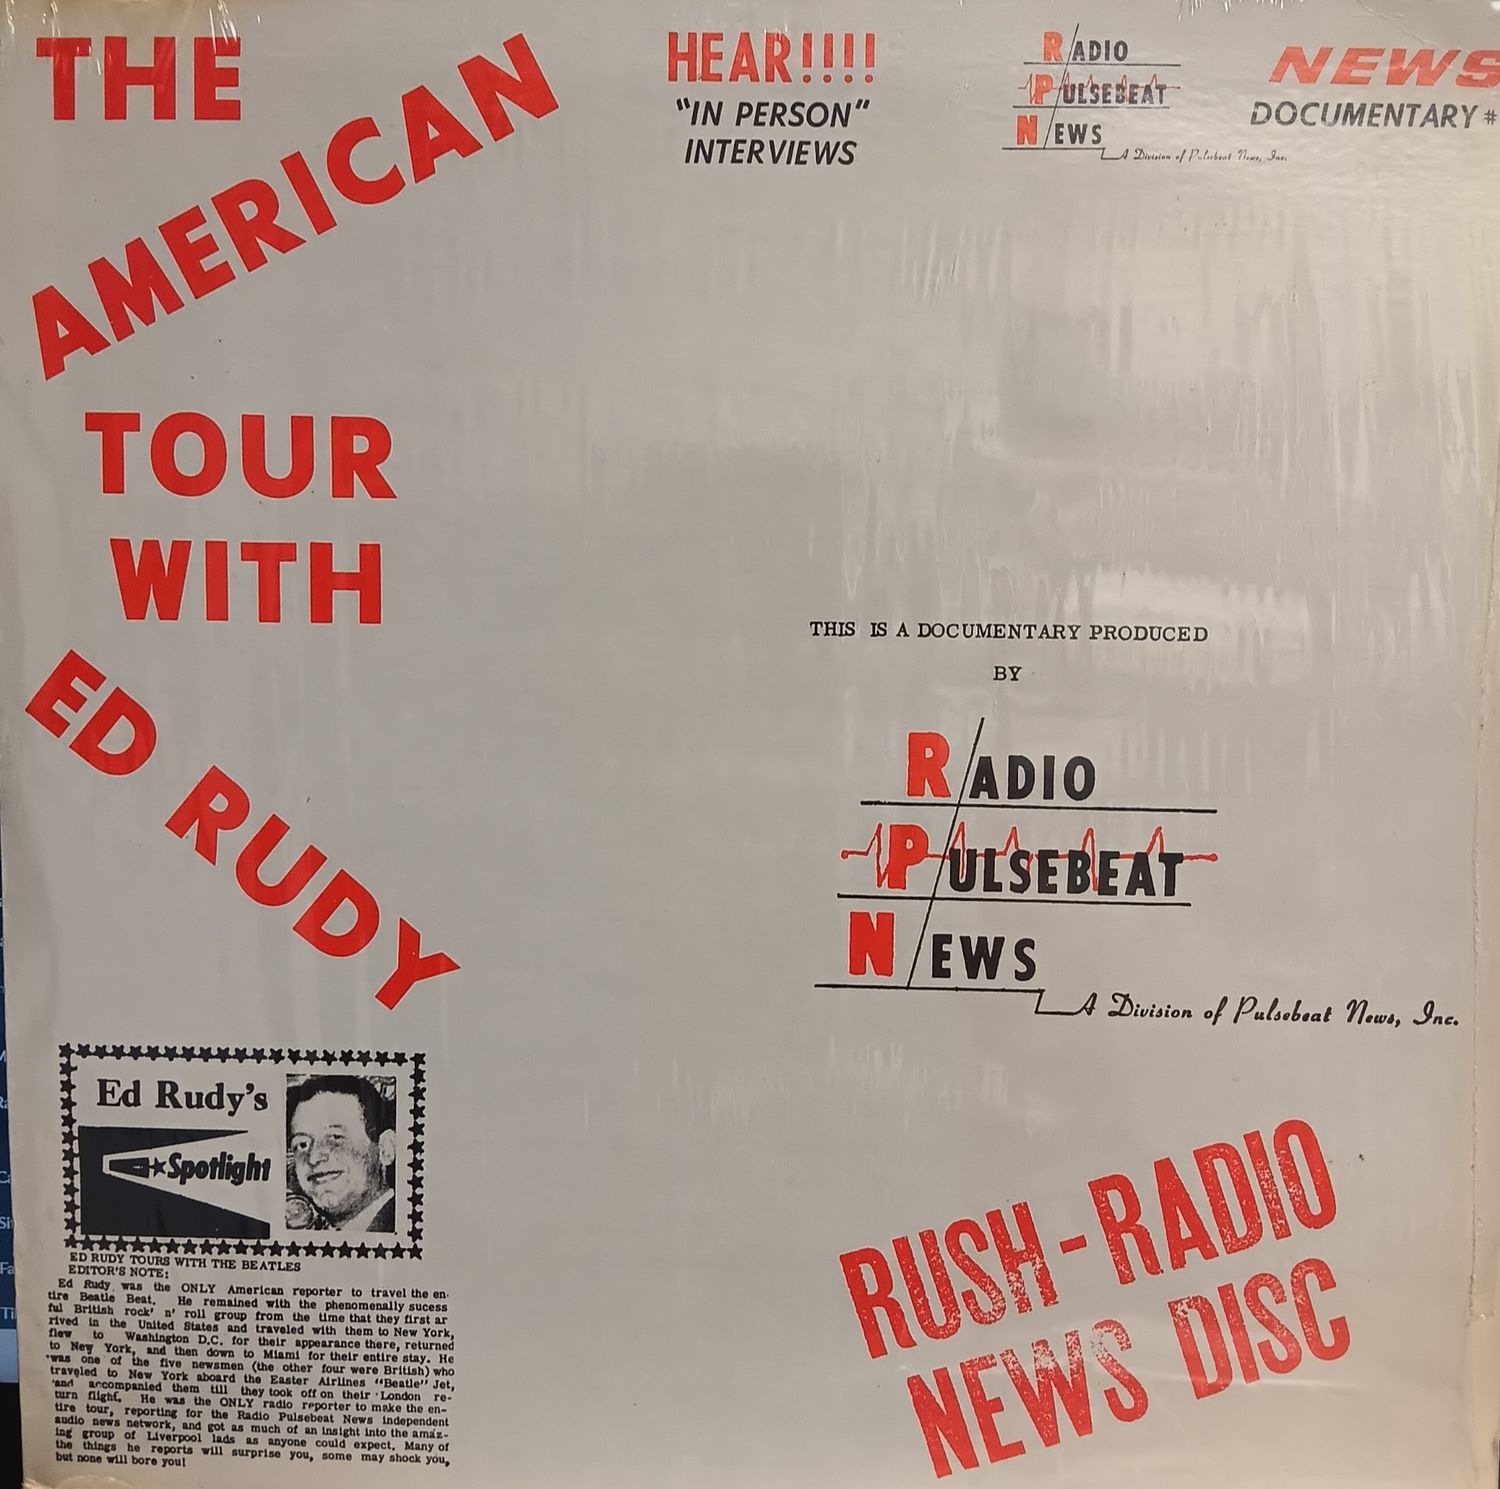 THE
AMERICAN
TOUR
WITH
ED RUDY
HEAR!!!!
"IN PERSON"
INTERVIEWS
RADIO
PULSEBEAT
NEWS
A Division of Pulsebeat News, Inc.
NEWS
DOCUMENTARY #
THIS IS A DOCUMENTARY PRODUCED
BY
RADIO
PULSEBEAT
NEWS
A Division of Pulsebeat News, Inc.
RUSH-RADIO
NEWS DISC
Ed Rudy's
Spotlight
ED RUDY TOURS WITH THE BEATLES
EDITOR'S NOTE:
Ed Rudy was the ONLY American reporter to travel the en-
tire Beatle Beat. He remained with the phenomenally sucess
ful British rock' n' roll group from the time that they first ar
rived in the United States and traveled with them to New York,
flew to Washington D.C. for their appearance there, returned
to New York, and then down to Miami for their entire stay. He
was one of the five newsmen (the other four were British) who
traveled to New York aboard the Easter Airlines "Beatle" Jet,
and accompanied them till they took off on their London re-
turn flight. He was the ONLY radio reporter to make the en-
tire tour, reporting for the Radio Pulsebeat News independent
audio news network, and got as much of an insight into the amaz-
ing group of Liverpool lads as anyone could expect. Many of
the things he reports will surprise you, some may shock you,
but none will bore you!